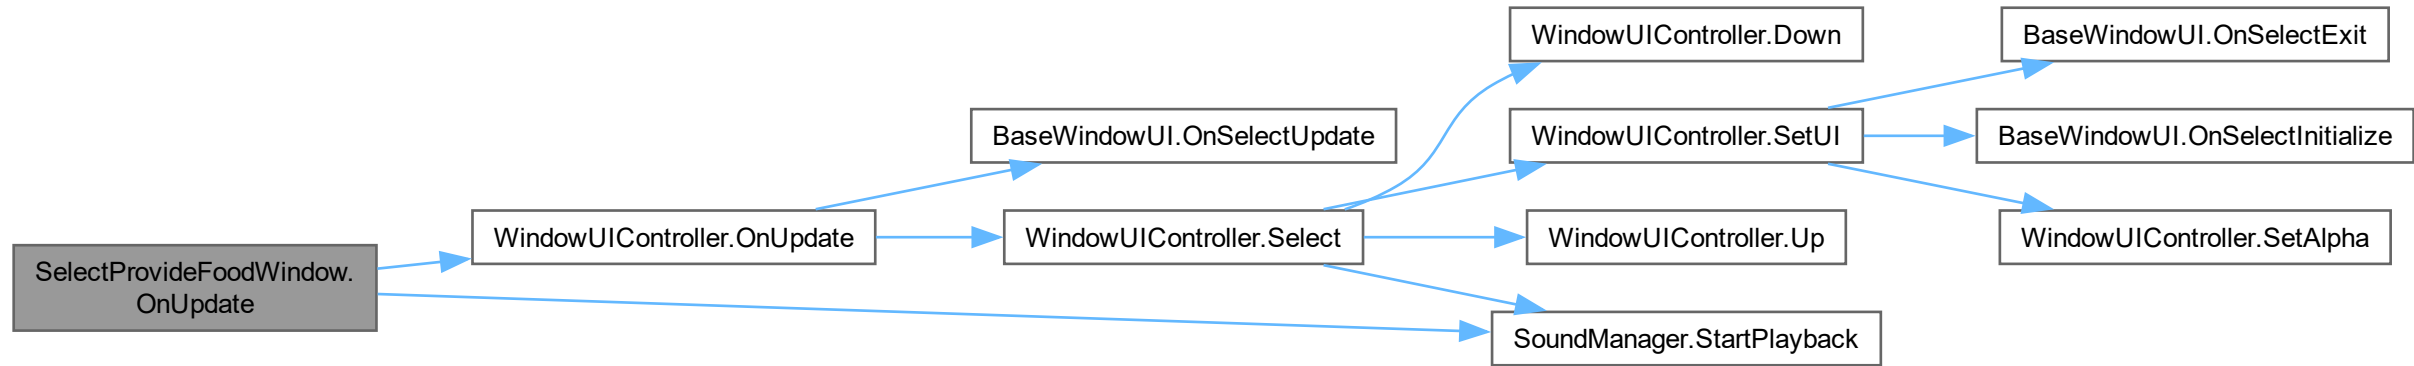 SelectProvideFoodWindow.
OnUpdate
WindowUIController.OnUpdate
BaseWindowUI.OnSelectUpdate
WindowUIController.Select
WindowUIController.Down
WindowUIController.SetUI
WindowUIController.Up
SoundManager.StartPlayback
BaseWindowUI.OnSelectExit
BaseWindowUI.OnSelectInitialize
WindowUIController.SetAlpha